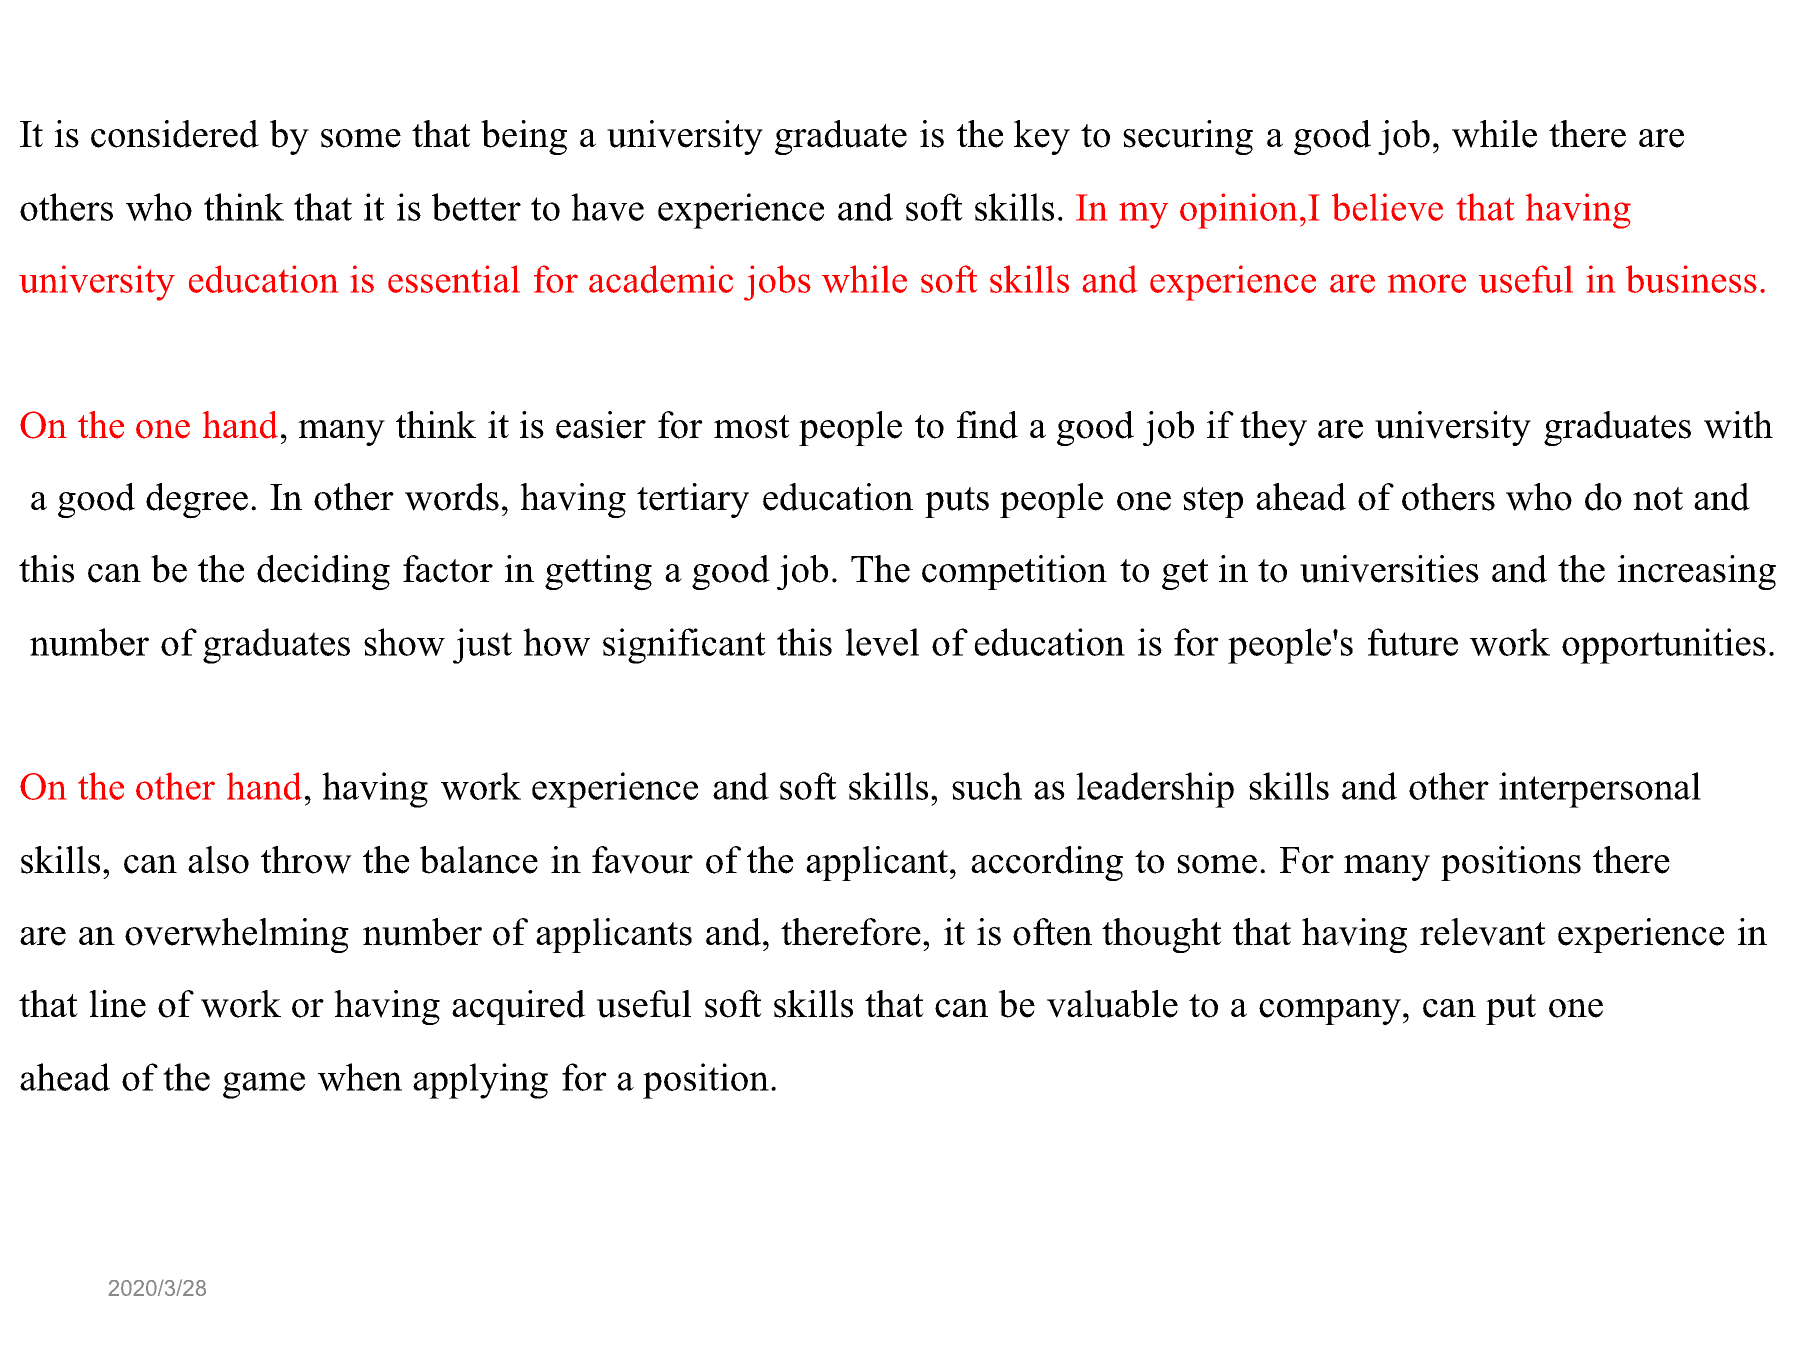 It is considered by some that being a university graduate is the key to securing a good job, while there are
others who think that it is better to have experience and soft skills. In my opinion,I believe that having
university education is essential for academic jobs while soft skills and experience are more useful in business.
On the one hand, many think it is easier for most people to find a good job if they are university graduates with
a good degree. In other words, having tertiary education puts people one step ahead of others who do not and
this can be the deciding factor in getting a good job. The competition to get in to universities and the increasing
number of graduates show just how significant this level of education is for people's future work opportunities.
On the other hand, having work experience and soft skills, such as leadership skills and other interpersonal
skills, can also throw the balance in favour of the applicant, according to some. For many positions there
are an overwhelming number of applicants and, therefore, it is often thought that having relevant experience in
that line of work or having acquired useful soft skills that can be valuable to a company, can put one
ahead of the game when applying for a position.
2020/3/28